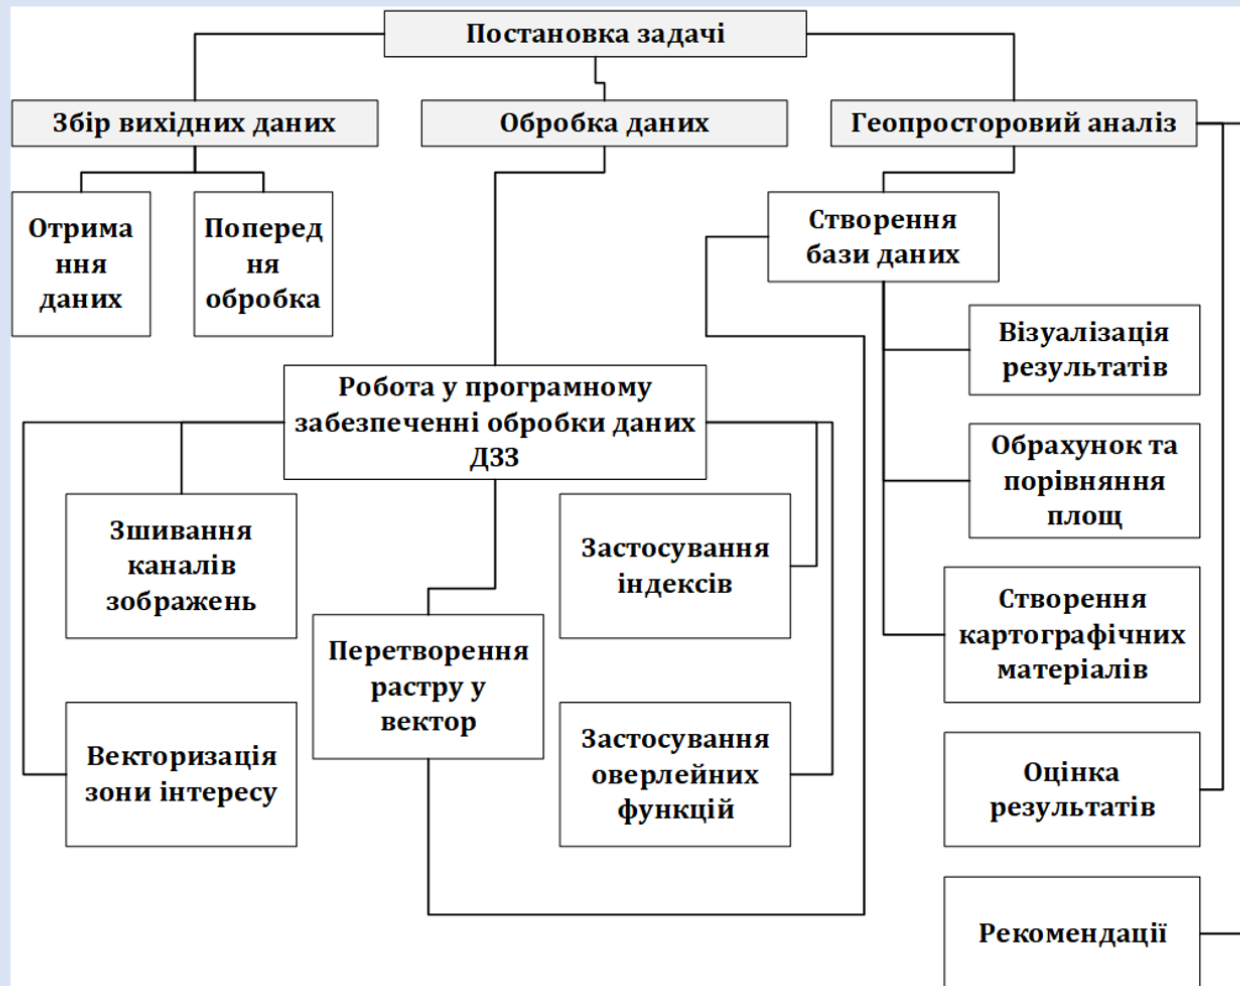 Постановка задачі
Збір вихідних даних
Обробка даних
Геопросторовий аналіз
Отрима
ння
даних
Поперед
ня
обробка
Створення
бази даних
Візуалізація
результатів
Робота у програмному
забезпеченні обробки даних
ДЗЗ
Обрахунок та
порівняння
площ
Зшивання
каналів
зображень
Застосування
індексів
Створення
картографічних
матеріалів
Перетворення
растру у
вектор
Векторизація
зони інтересу
Застосування
оверлейних
функцій
Оцінка
результатів
Рекомендації